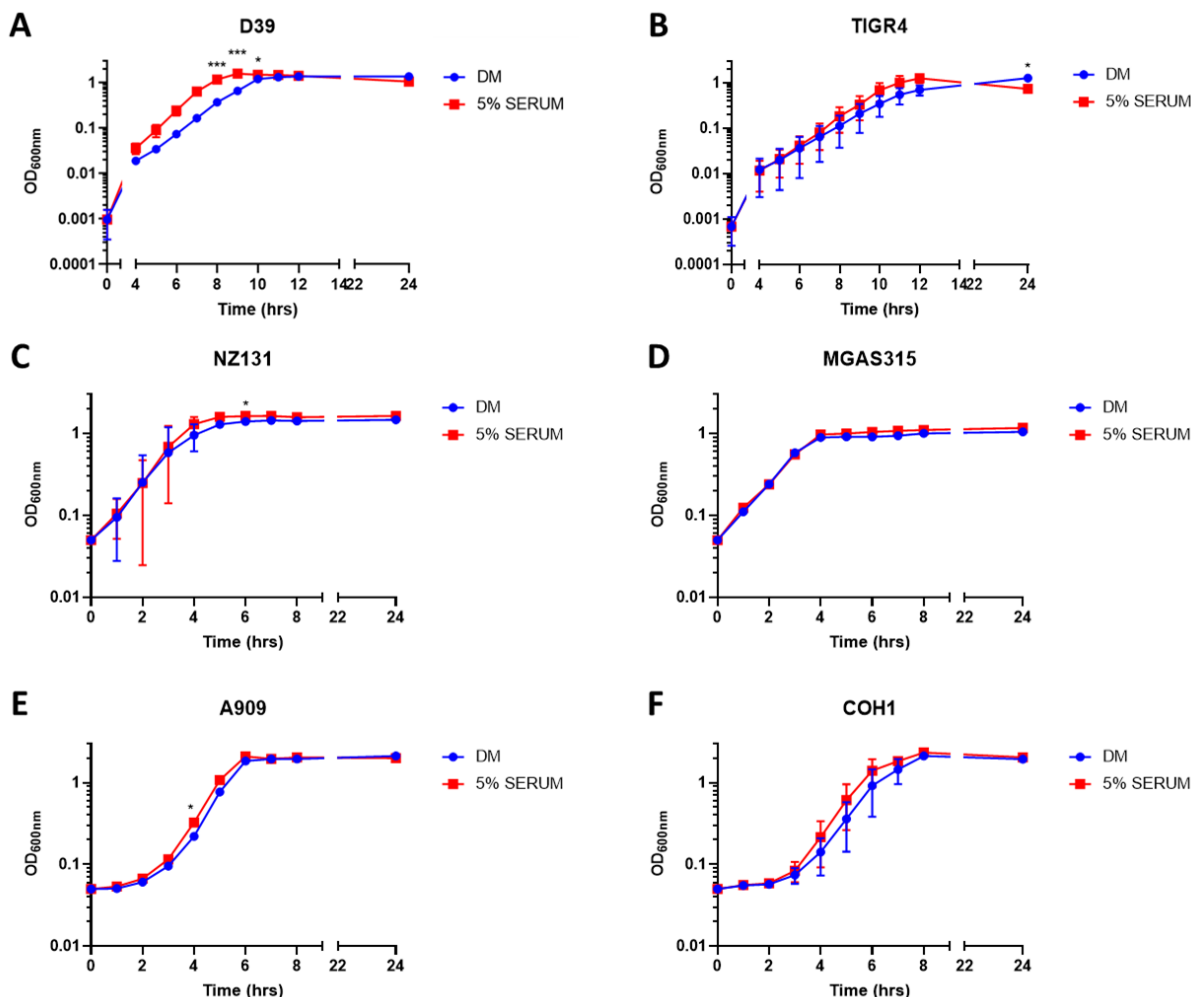 A
D39
*** *** *
1
0.1
0.01
0.001
0.0001
OD600nm
0 4 6 8 10 12 14 22 24
Time (hrs)
DM
5% SERUM
B
TIGR4
*
1
0.1
0.01
0.001
0.0001
OD600nm
0 4 6 8 10 12 14 22 24
Time (hrs)
DM
5% SERUM
C
NZ131
*
1
0.1
0.01
OD600nm
0 2 4 6 8 22 24
Time (hrs)
DM
5% SERUM
D
MGAS315
1
0.1
0.01
OD600nm
0 2 4 6 8 22 24
Time (hrs)
DM
5% SERUM
E
A909
*
1
0.1
0.01
OD600nm
0 2 4 6 8 22 24
Time (hrs)
DM
5% SERUM
F
COH1
1
0.1
0.01
OD600nm
0 2 4 6 8 22 24
Time (hrs)
DM
5% SERUM